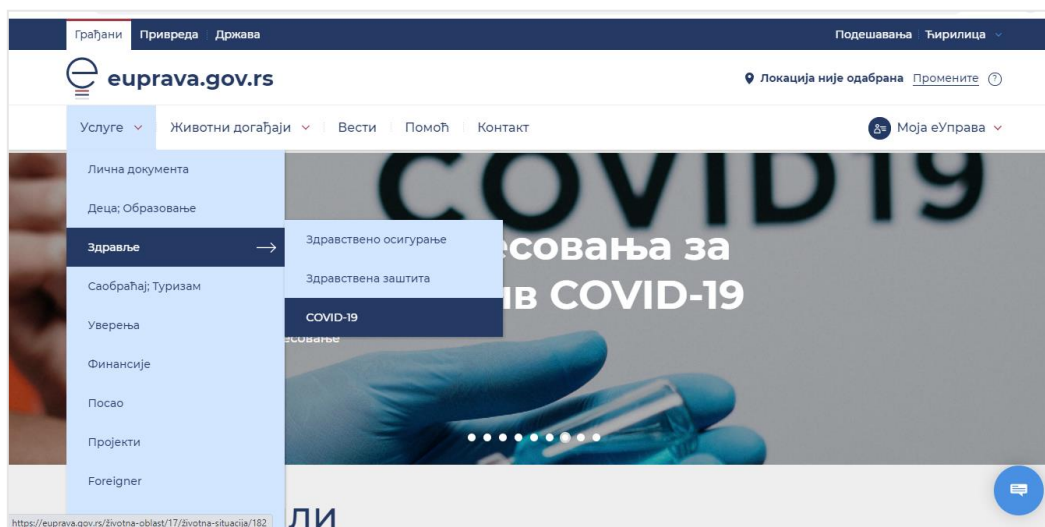 Грађани Привреда Држава Подешавања Ћирилица
euprava.gov.rs
Локација није одабрана Промените ?
Услуге Животни догађаји Вести Помоћ Контакт Моја еУправа
COVID19
Лична документа
Деца; Образовање
Здравље
Саобраћај; Туризам
Уверења
Финансије
Посао
Пројекти
Foreigner
Здравствено осигурање
Здравствена заштита
COVID-19
есовања за
ив COVID-19
есовање
ЛИ
https://euprava.gov.rs/životna-oblast/17/životna-situacija/182